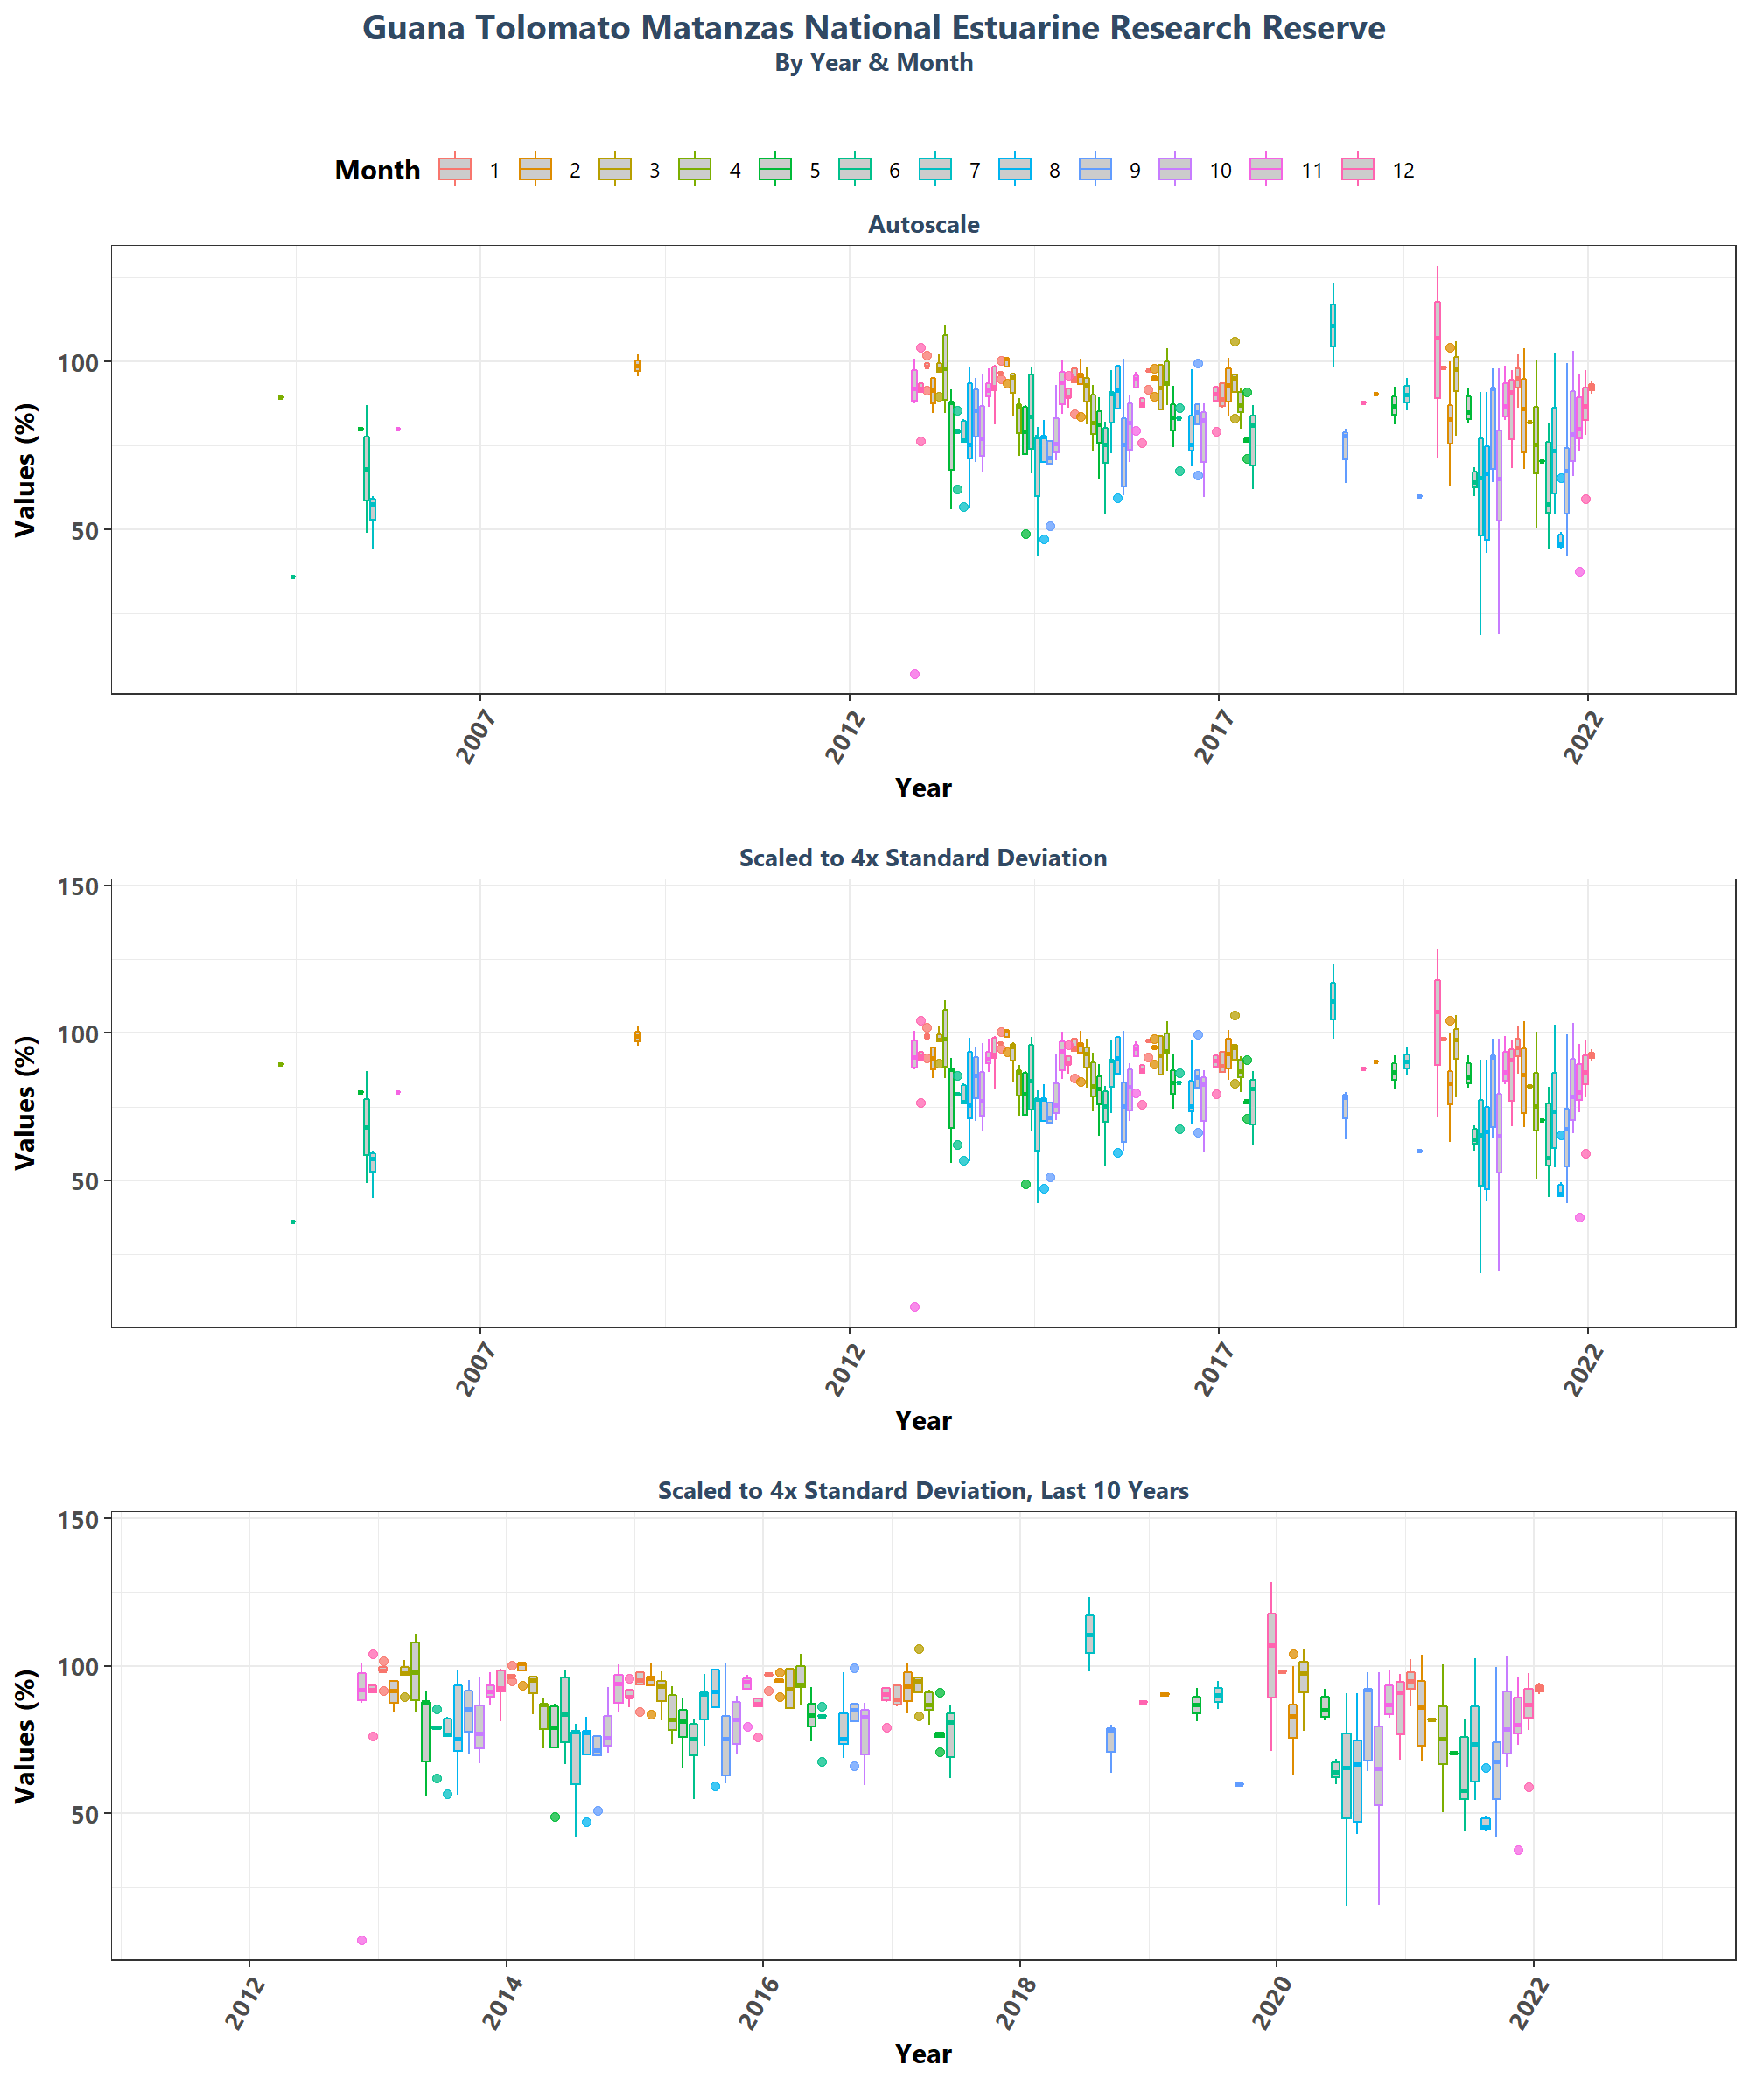 Guana Tolomato Matanzas National Estuarine Research Reserve
By Year & Month
Month 1 2 3 4 5 6 7 8 9 10 11 12
Autoscale
Values (%)
100
50
2007 2012 2017 2022
Year
Scaled to 4x Standard Deviation
Values (%)
150
100
50
2007 2012 2017 2022
Year
Scaled to 4x Standard Deviation, Last 10 Years
Values (%)
150
100
50
2012 2014 2016 2018 2020 2022
Year